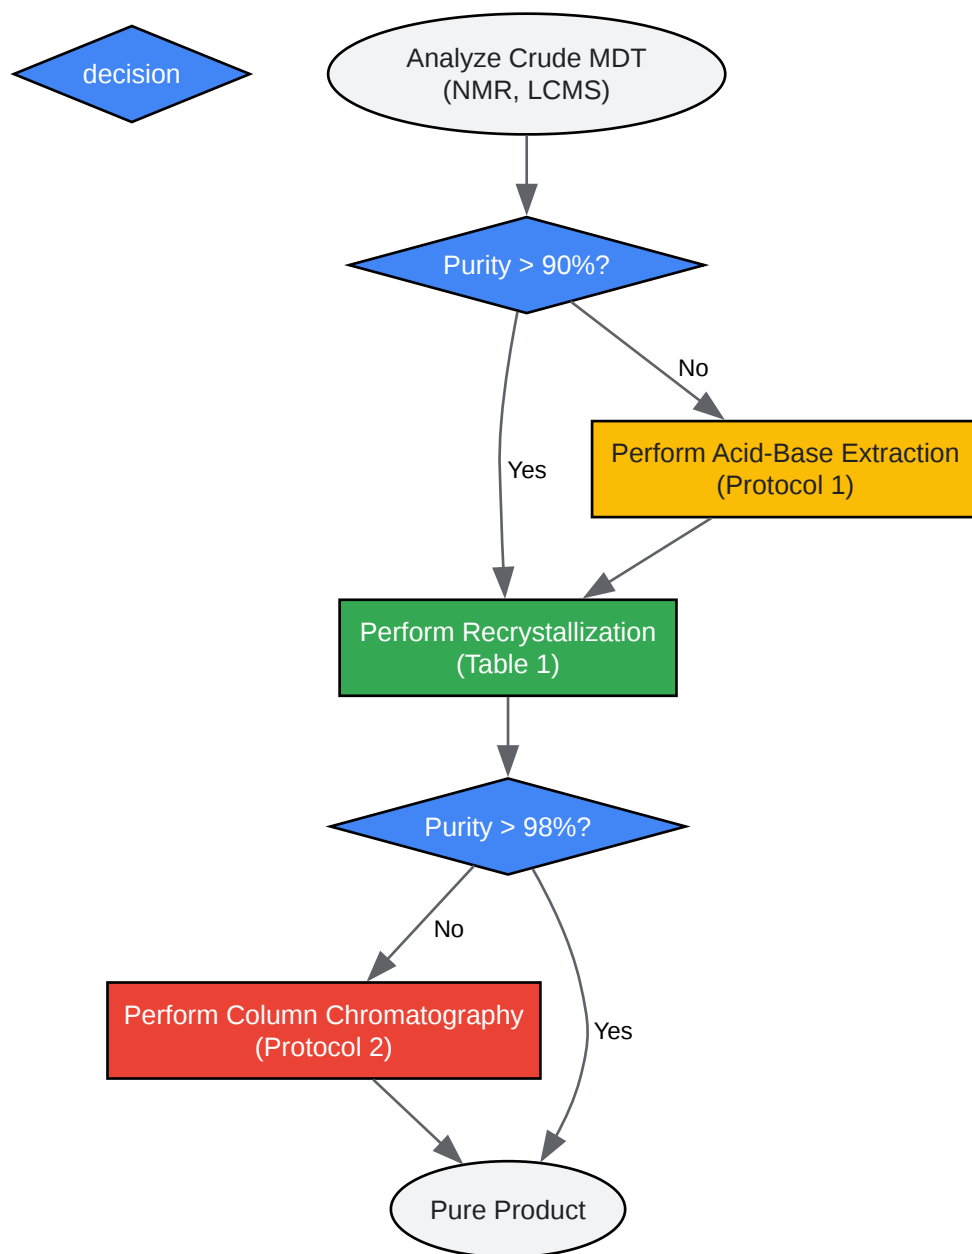 decision
Analyze Crude MDT
(NMR, LCMS)
Purity > 90%?
No
Yes
Perform Acid-Base Extraction
(Protocol 1)
Perform Recrystallization
(Table 1)
Purity > 98%?
No
Yes
Perform Column Chromatography
(Protocol 2)
Pure Product